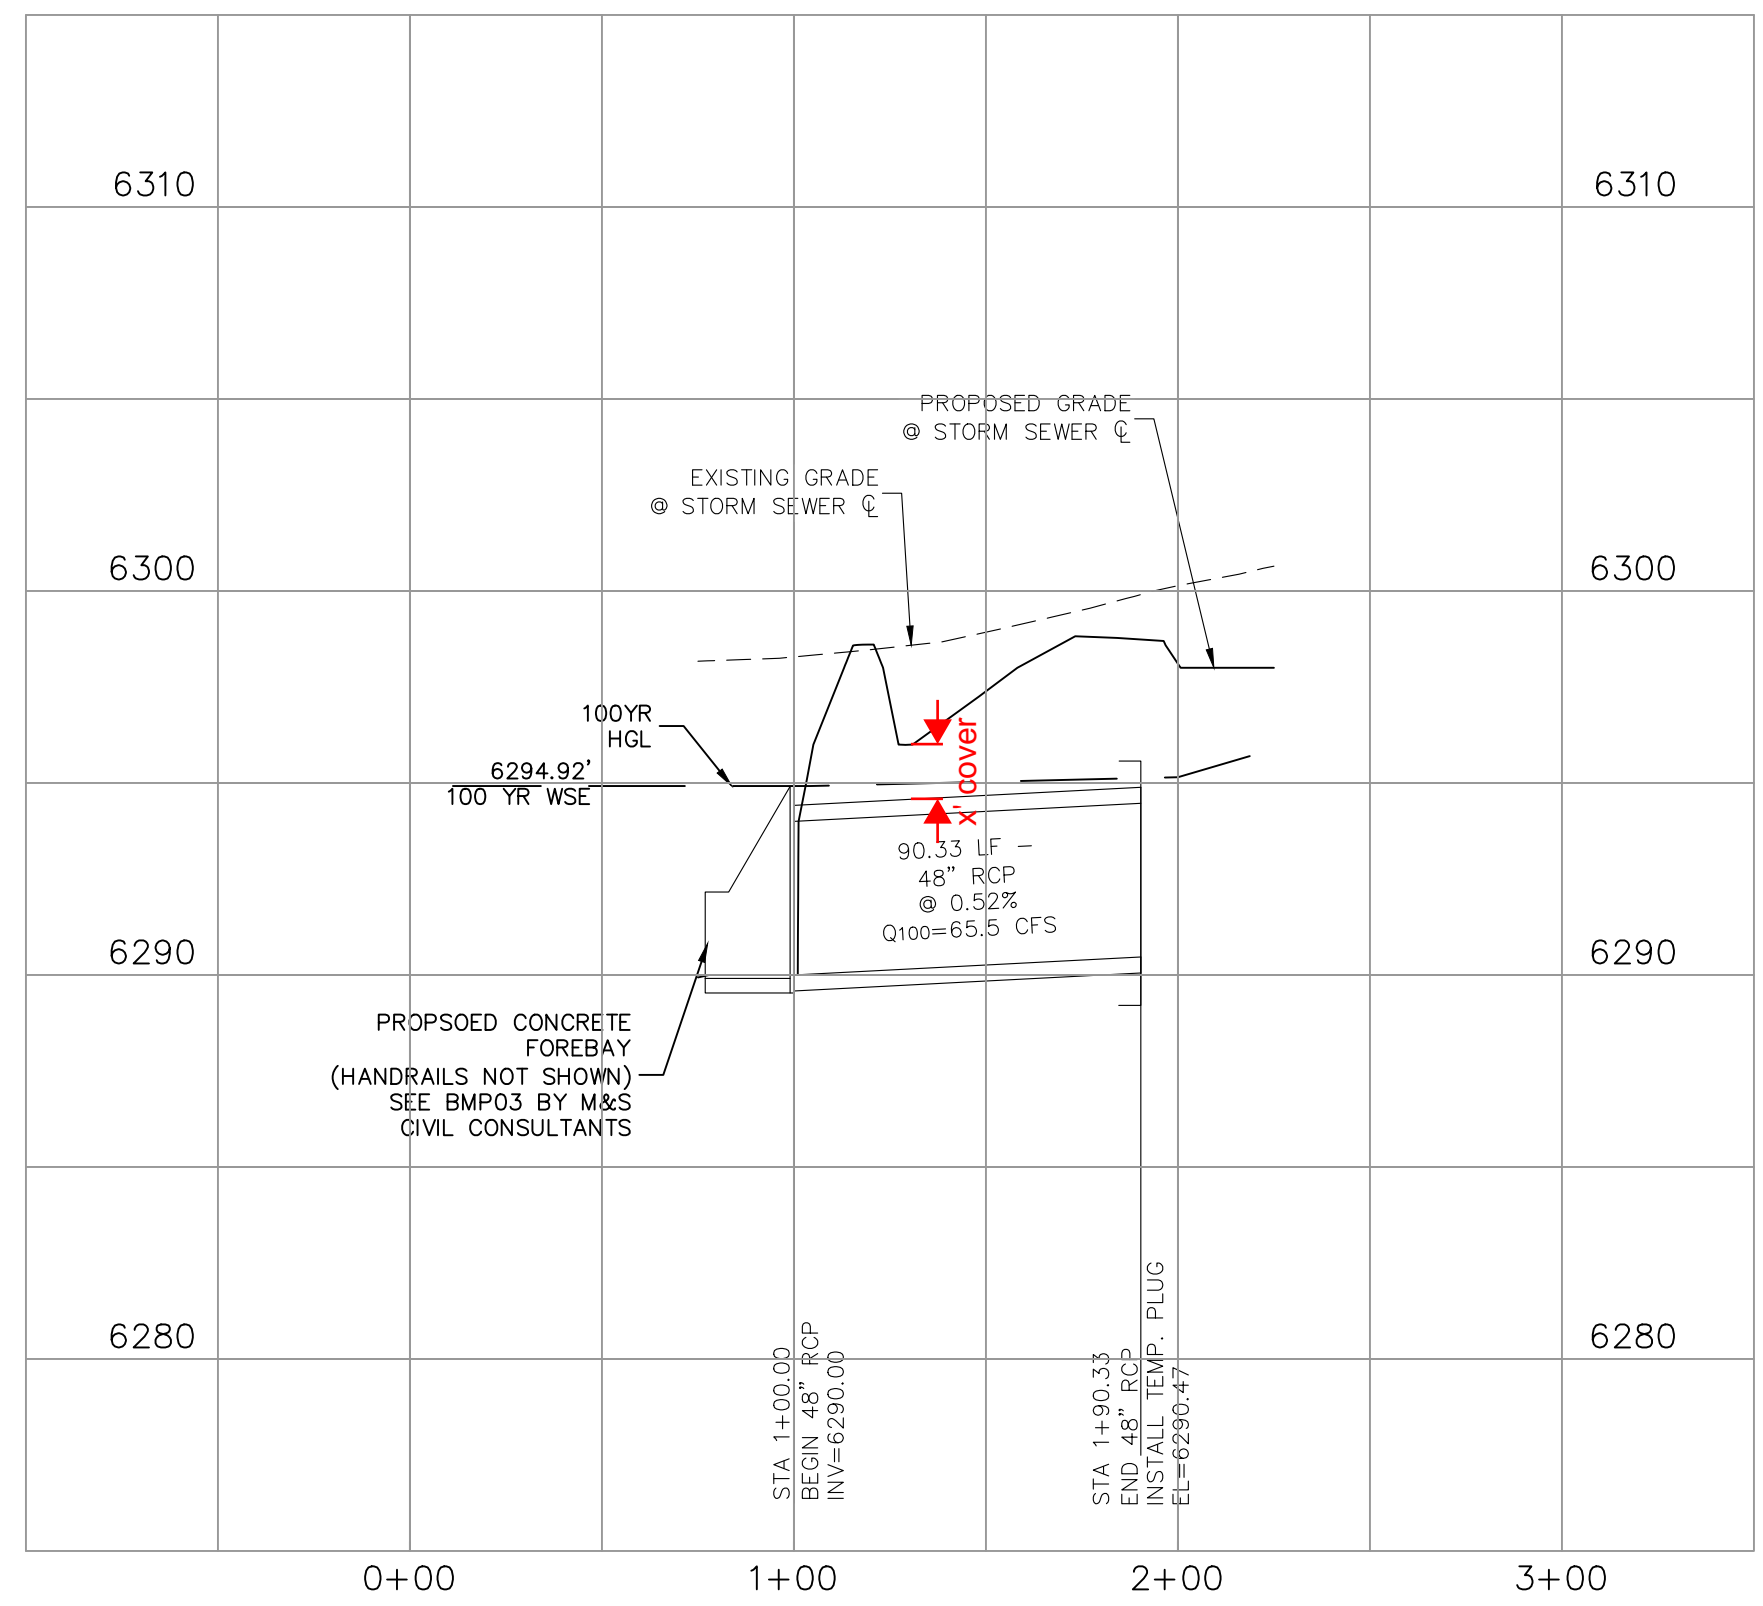 6310
6310
PROPOSED GRADE
@ STORM SEWER ℄
EXISTING GRADE
@ STORM SEWER ℄
6300
6300
100YR
HGL
6294.92'
100 YR WSE
x' cover
90.33 LF –
48" RCP
@ 0.52%
Q100=65.5 CFS
6290
6290
PROPSOED CONCRETE
FOREBAY
(HANDRAILS NOT SHOWN)
SEE BMP03 BY M&S
CIVIL CONSULTANTS
6280
6280
STA 1+00.00
BEGIN 48" RCP
INV=6290.00
STA 1+90.33
END 48" RCP
INSTALL TEMP. PLUG
EL=6290.47
0+00
1+00
2+00
3+00